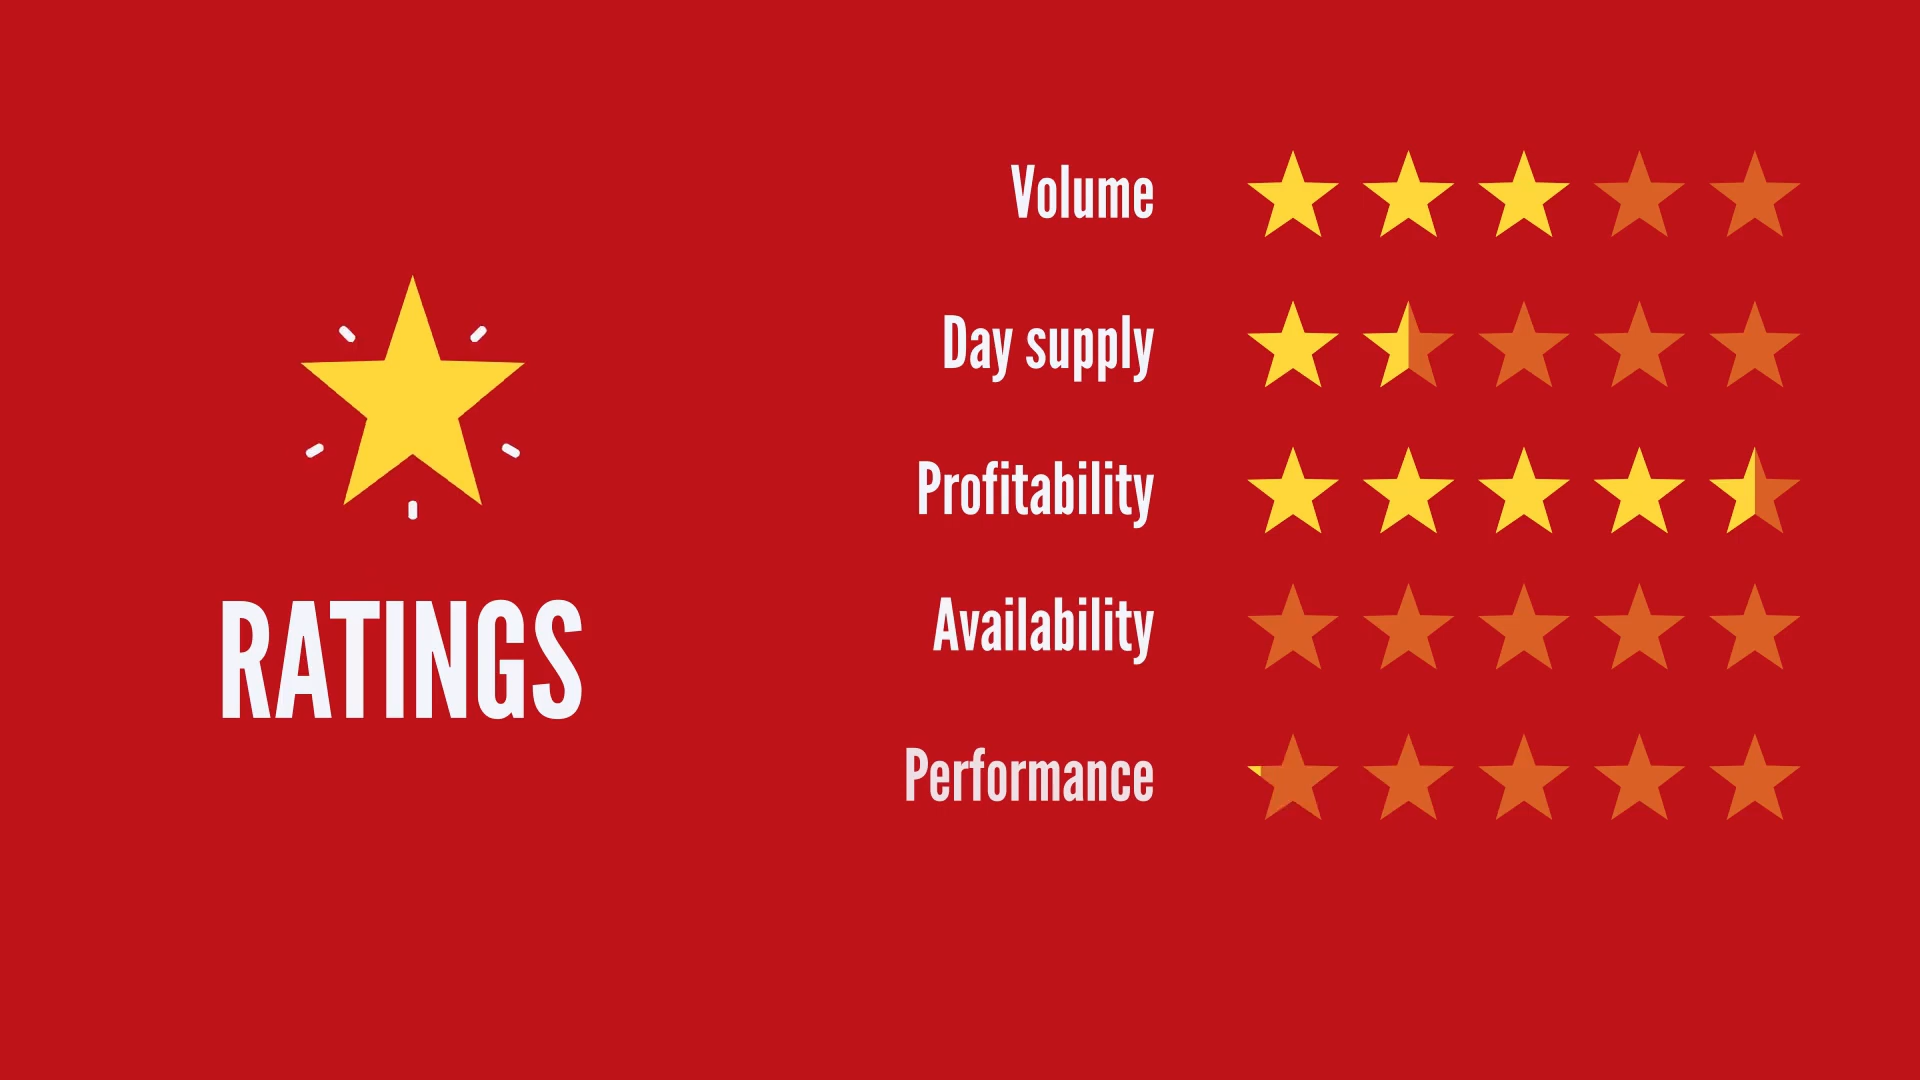 RATINGS
Volume
Day supply
Profitability
Availability
Performance